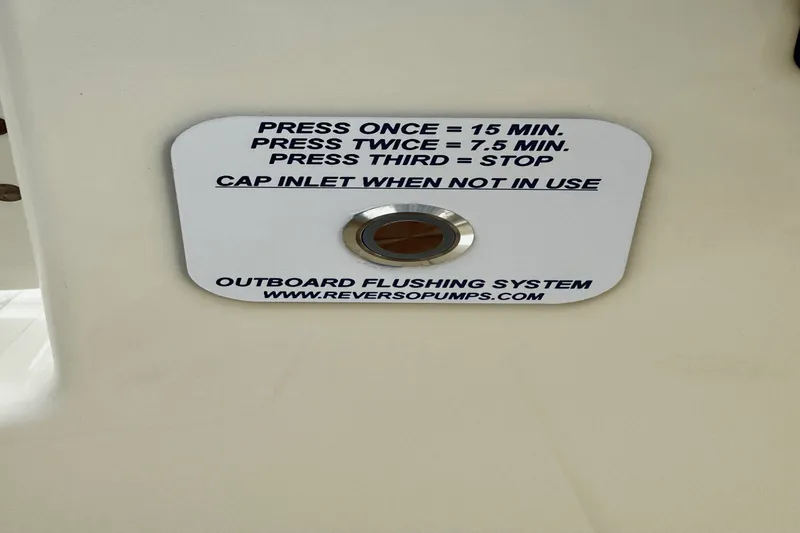 PRESS ONCE = 15 MIN.
PRESS TWICE = 7.5 MIN.
PRESS THIRD = STOP
CAP INLET WHEN NOT IN USE
OUTBOARD FLUSHING SYSTEM
WWW.REVERSOPUMPS.COM